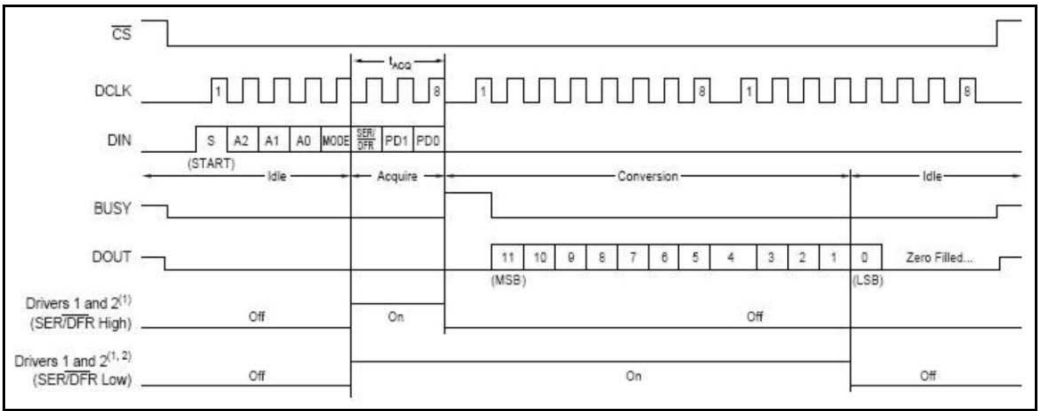 CS
tACQ
DCLK 1 8 1 8 1 8
DIN S A2 A1 A0 MODE SER/DFR PD1 PD0
(START)
Idle Acquire Conversion Idle
BUSY
DOUT 11 10 9 8 7 6 5 4 3 2 1 0 Zero Filled...
(MSB) (LSB)
Drivers 1 and 2(1)
(SER/DFR High) Off On Off
Drivers 1 and 2(1, 2)
(SER/DFR Low) Off On Off